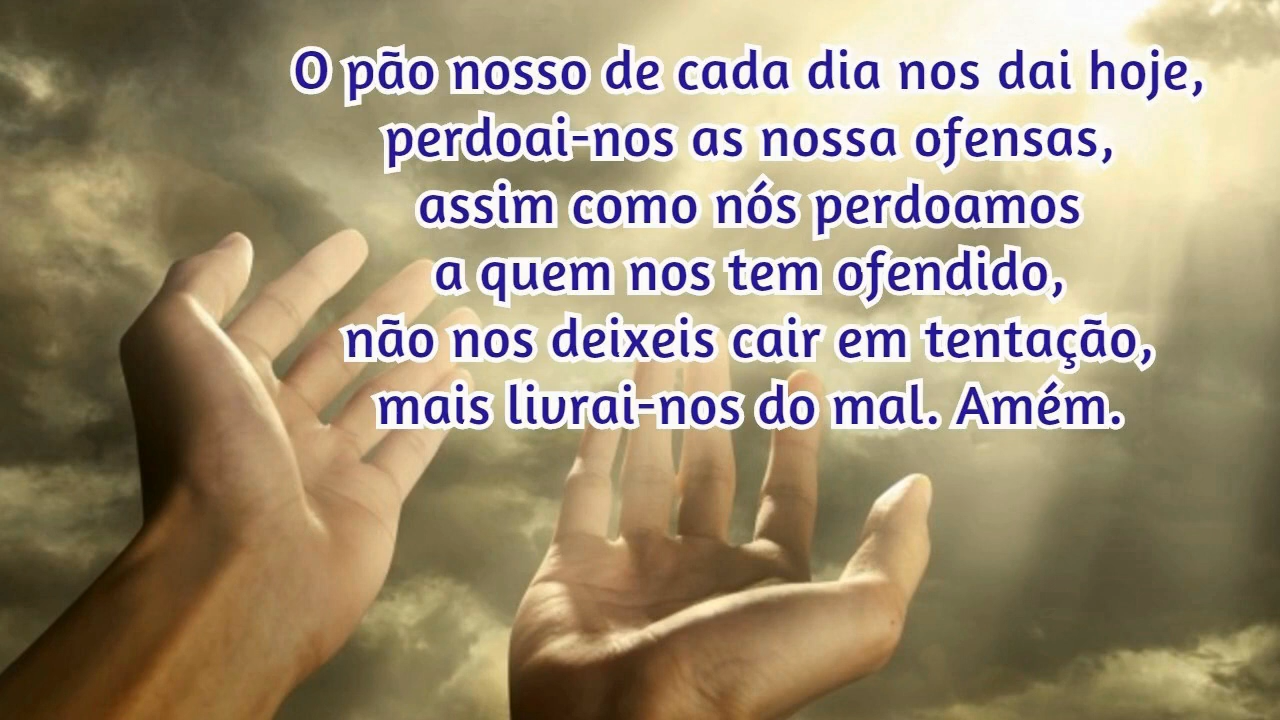 O pão nosso de cada dia nos dai hoje,
perdoai-nos as nossa ofensas,
assim como nós perdoamos
a quem nos tem ofendido,
não nos deixeis cair em tentação,
mais livrai-nos do mal. Amém.